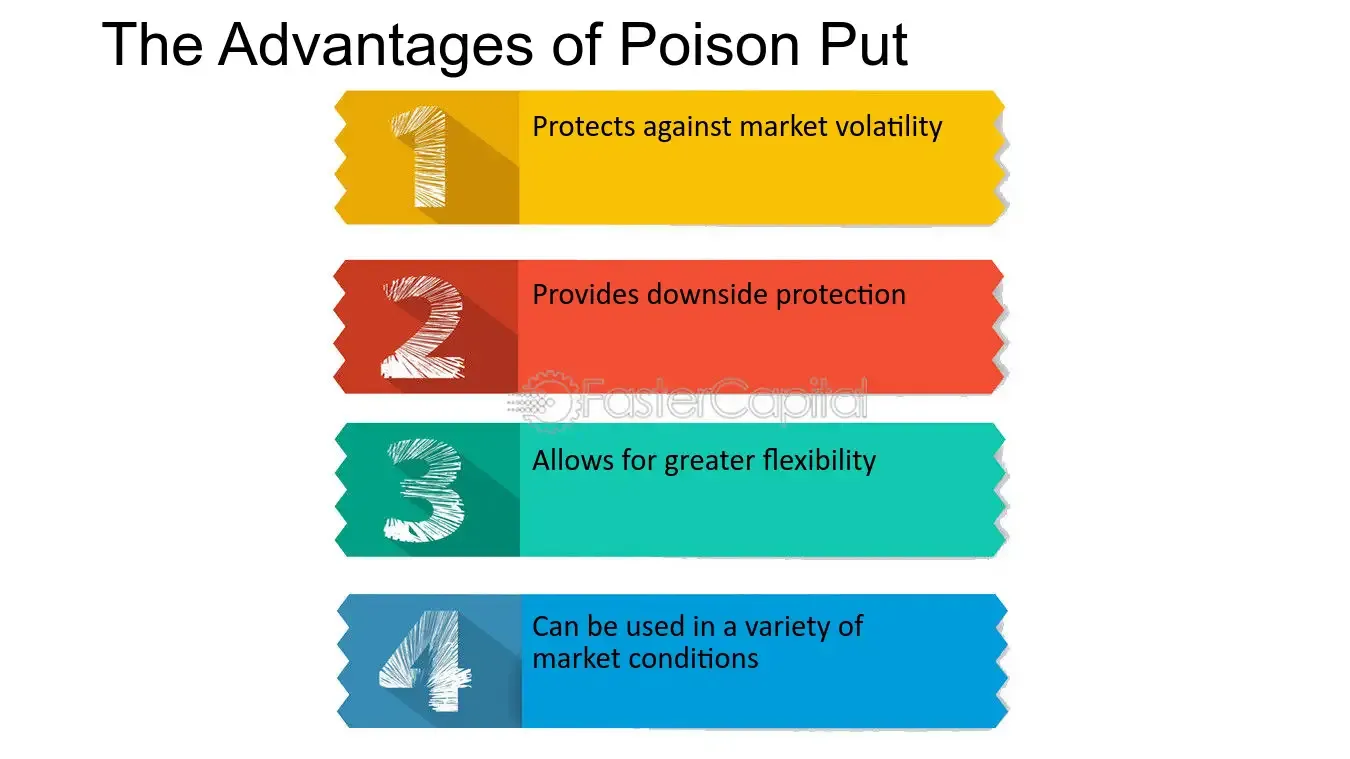 The Advantages of Poison Put
1
Protects against market volatility
2
Provides downside protection
FasterCapital
3
Allows for greater flexibility
4
Can be used in a variety of
market conditions